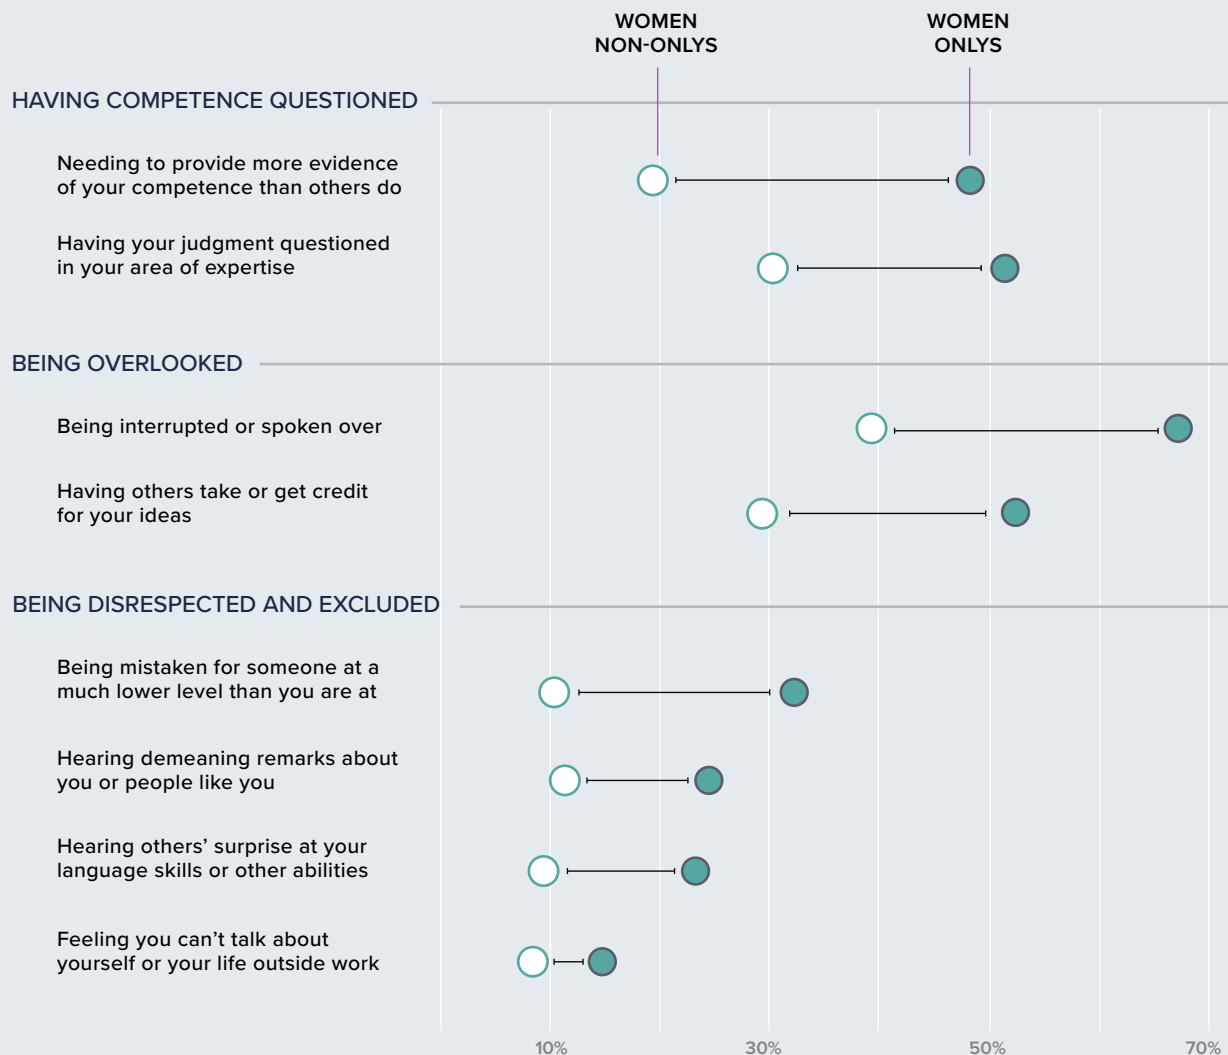 WOMEN
NON-ONLYS
WOMEN
ONLYS
HAVING COMPETENCE QUESTIONED
Needing to provide more evidence
of your competence than others do
Having your judgment questioned
in your area of expertise
BEING OVERLOOKED
Being interrupted or spoken over
Having others take or get credit
for your ideas
BEING DISRESPECTED AND EXCLUDED
Being mistaken for someone at a
much lower level than you are at
Hearing demeaning remarks about
you or people like you
Hearing others’ surprise at your
language skills or other abilities
Feeling you can’t talk about
yourself or your life outside work
10% 30% 50% 70%